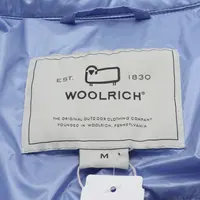 EST. 1830
WOOLRICH®
THE ORIGINAL OUTDOOR CLOTHING COMPANY
FOUNDED IN WOOLRICH, PENNSYLVANIA
M